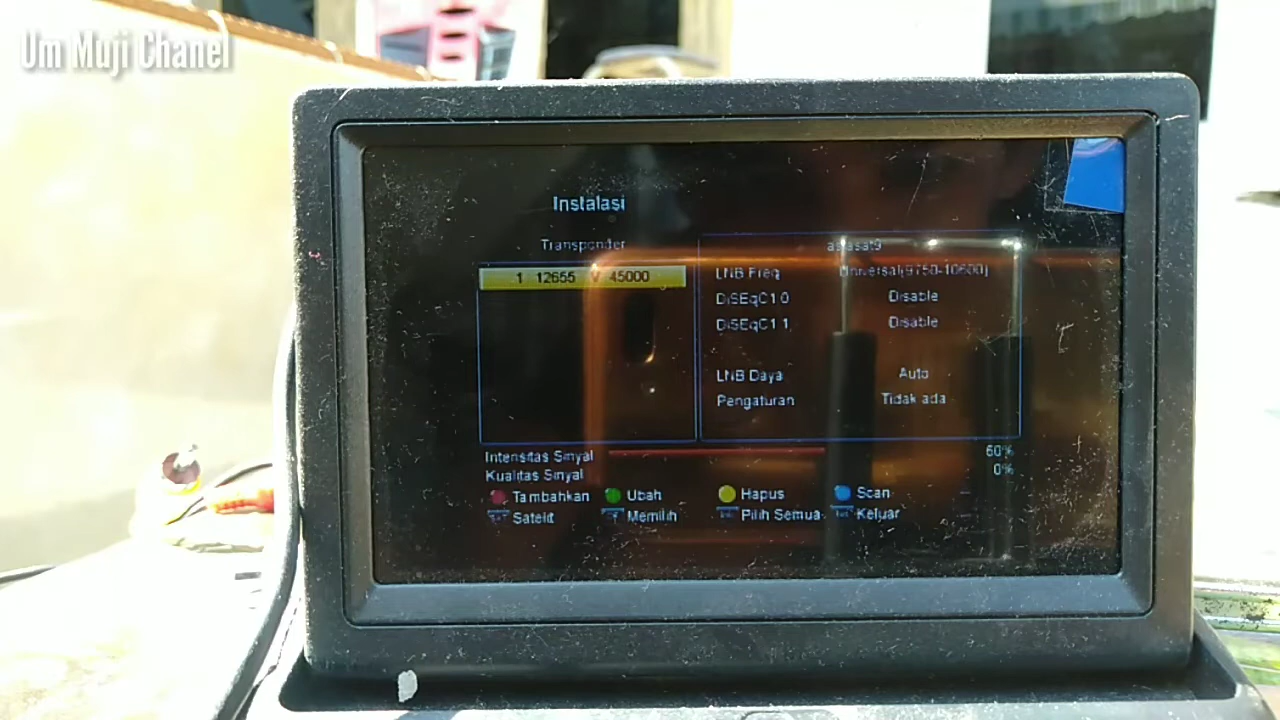 Um Muji Chanel
Instalasi
Transponder
asiasat9
1 12655 V 45000
LNB Freq Universal(9750-10600)
DiSEqC1.0 Disable
DiSEqC1.1 Disable
LNB Daya Auto
Pengaturan Tidak ada
Intensitas Sinyal 60%
Kualitas Sinyal 0%
Tambahkan Ubah Hapus Scan
Satelit Memilih Pilih Semua Keluar